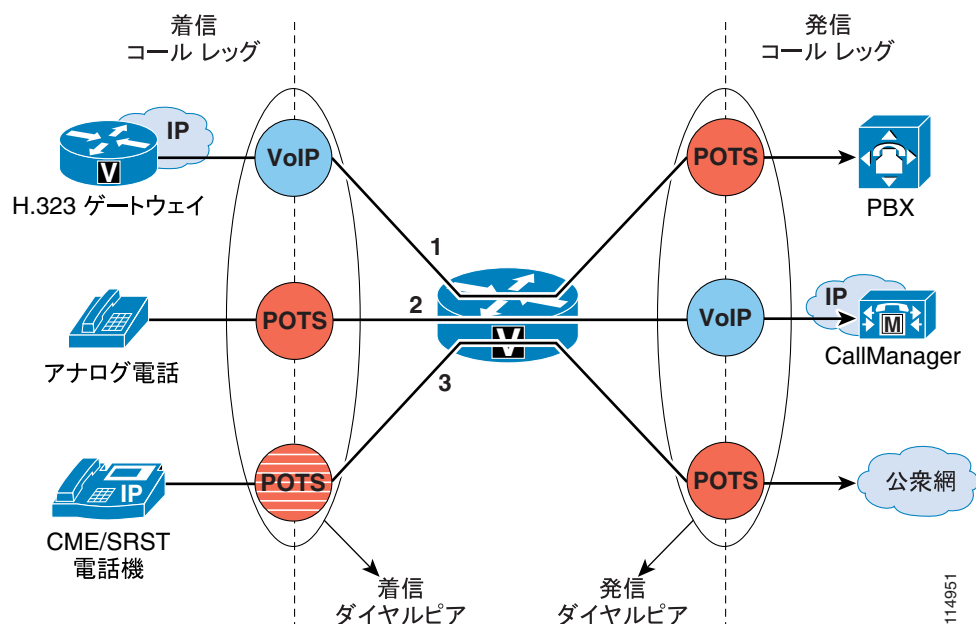 着信
コール レッグ
発信
コール レッグ
IP
VoIP
POTS
V
H.323 ゲートウェイ
PBX
1
2
POTS
VoIP
IP
M
V
アナログ電話
CallManager
3
IP
POTS
POTS
公衆網
CME/SRST
電話機
着信
ダイヤルピア
発信
ダイヤルピア
114951